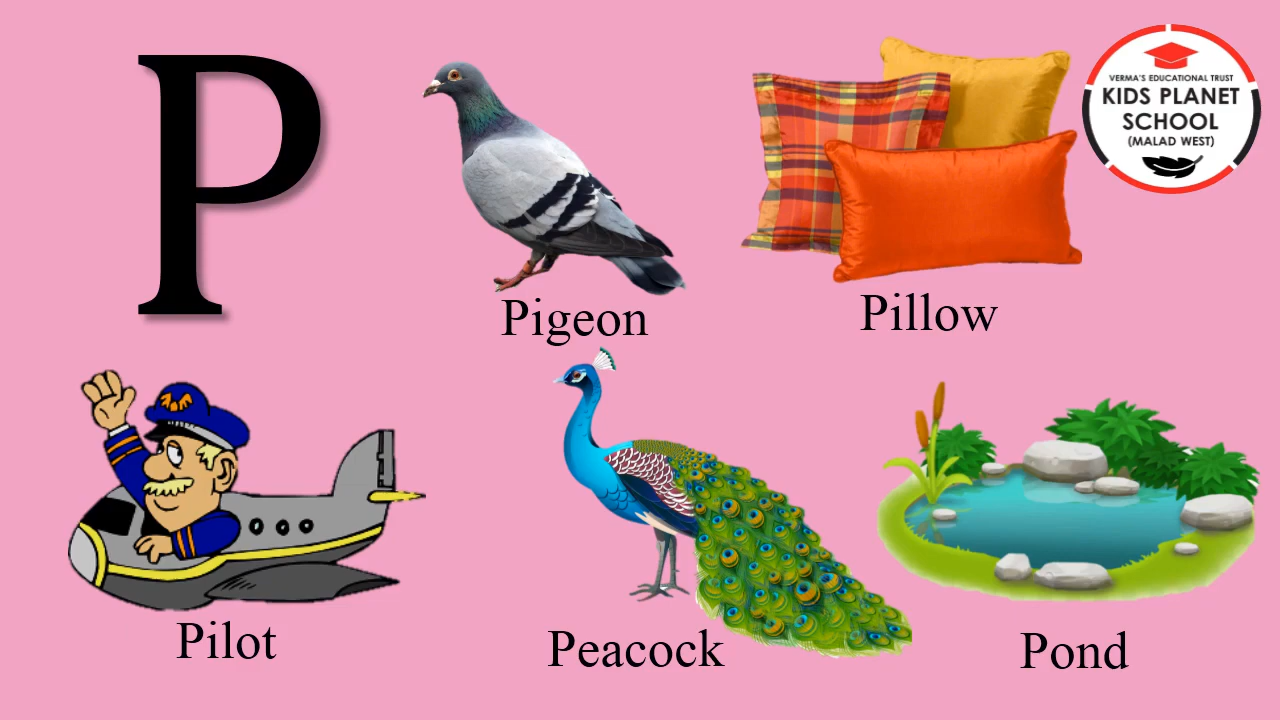 P
VERMA'S EDUCATIONAL TRUST
KIDS PLANET
SCHOOL
(MALAD WEST)
Pigeon
Pillow
Pilot
Peacock
Pond